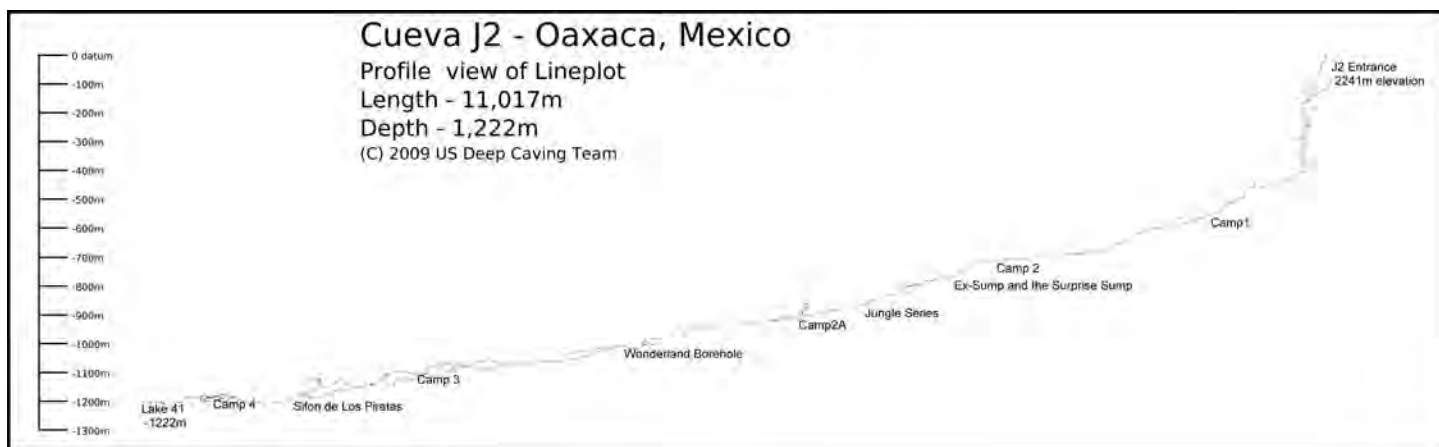 Cueva J2 - Oaxaca, Mexico
Profile view of Lineplot
Length - 11,017m
Depth - 1,222m
(C) 2009 US Deep Caving Team
0 datum
-100m
-200m
-300m
-400m
-500m
-600m
-700m
-800m
-900m
-1000m
-1100m
-1200m
-1300m
J2 Entrance
2241m elevation
Camp1
Camp 2
Ex-Sump and the Surprise Sump
Jungle Series
Camp2A
Wonderland Borehole
Camp 3
Sifon de Los Piratas
Camp 4
Lake 41
-1222m